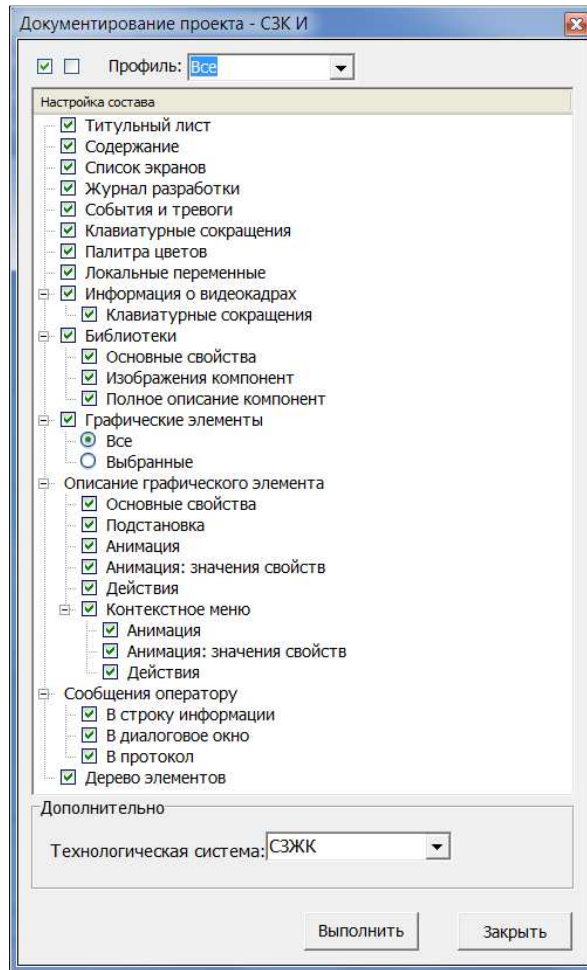 Документирование проекта - СЗК И
Профиль: Все
Настройка состава
Титульный лист
Содержание
Список экранов
Журнал разработки
События и тревоги
Клавиатурные сокращения
Палитра цветов
Локальные переменные
Информация о видеокадрах
Клавиатурные сокращения
Библиотеки
Основные свойства
Изображения компонент
Полное описание компонент
Графические элементы
Все
Выбранные
Описание графического элемента
Основные свойства
Подстановка
Анимация
Анимация: значения свойств
Действия
Контекстное меню
Анимация
Анимация: значения свойств
Действия
Сообщения оператору
В строку информации
В диалоговое окно
В протокол
Дерево элементов
Дополнительно
Технологическая система: СЗЖК
Выполнить Закрыть